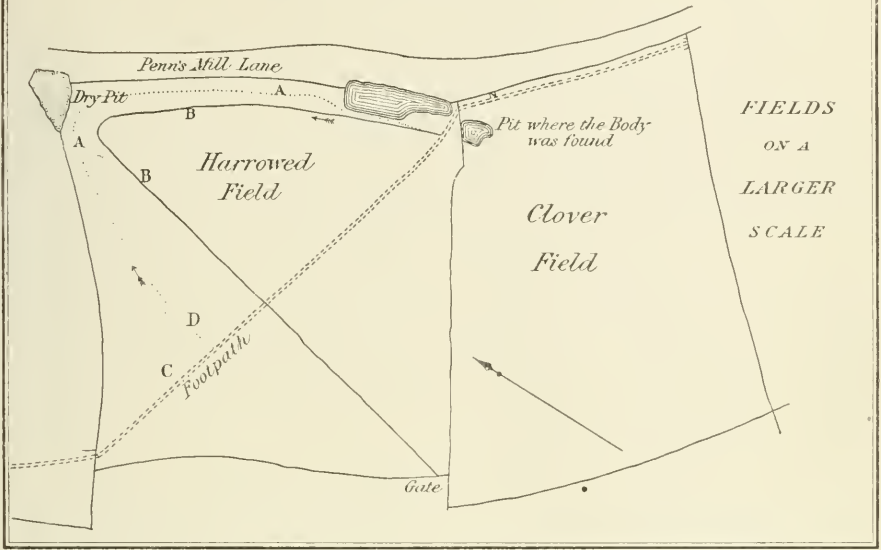 Penn's Mill Lane
Dry Pit
A
B
A
B
Harrowed
Field
Pit where the Body
was found
Clover
Field
FIELDS
ON A
LARGER
SCALE
D
C
Footpath
Gate